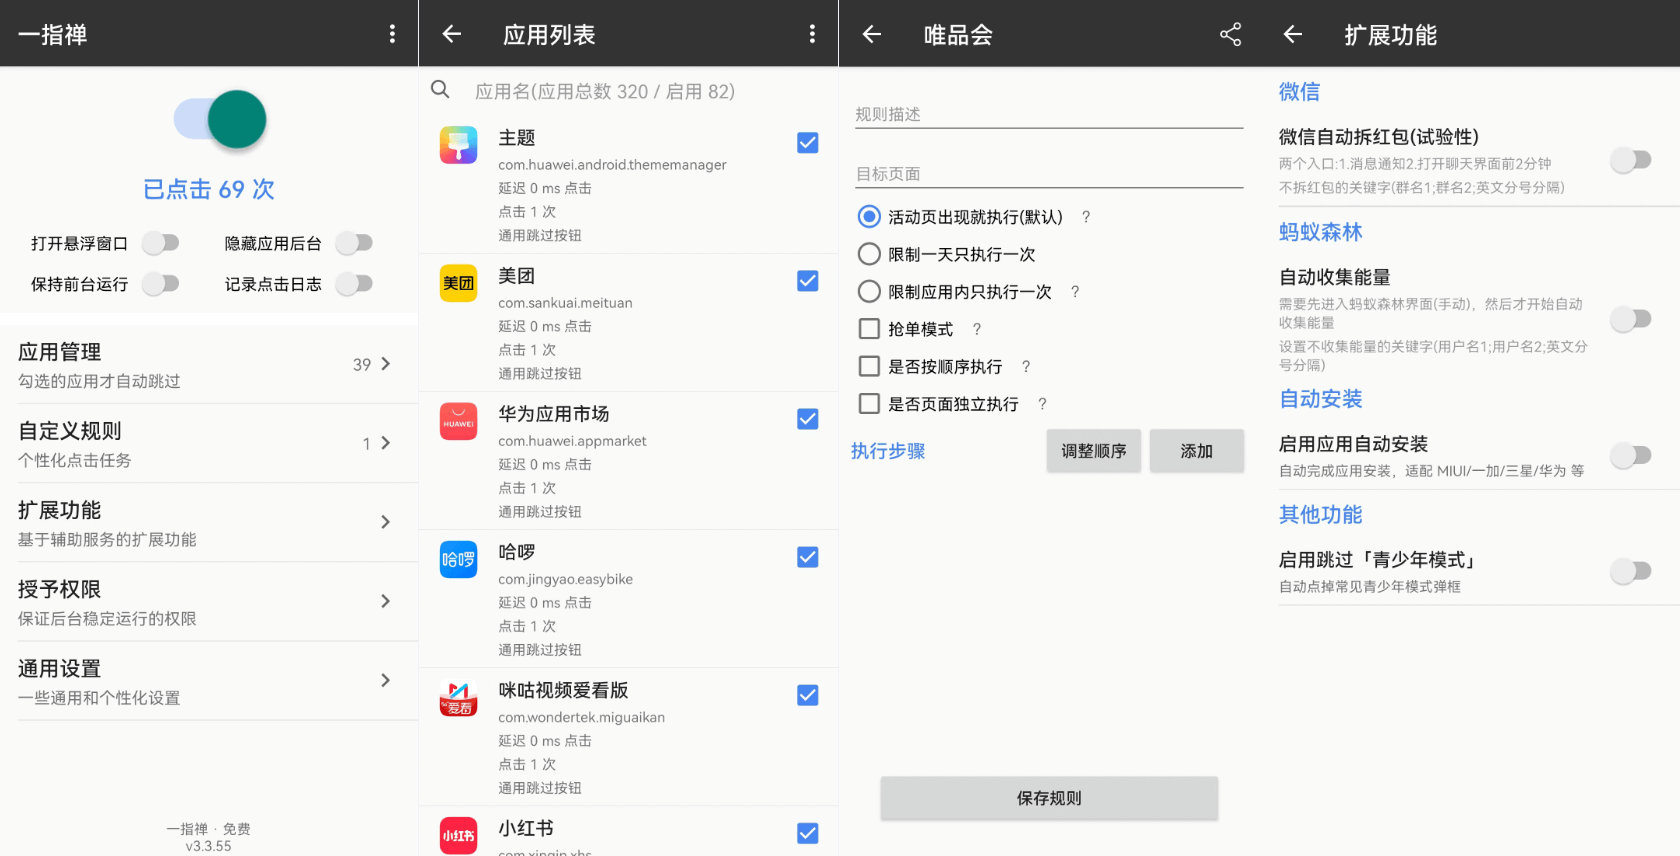 一指禅
已点击 69 次
打开悬浮窗口
隐藏应用后台
保持前台运行
记录点击日志
应用管理
勾选的应用才自动跳过
39
自定义规则
个性化点击任务
1
扩展功能
基于辅助服务的扩展功能
授予权限
保证后台稳定运行的权限
通用设置
一些通用和个性化设置
一指禅 · 免费
v3.3.55
应用列表
应用名(应用总数 320 / 启用 82)
主题
com.huawei.android.thememanager
延迟 0 ms 点击
点击 1 次
通用跳过按钮
美团
美团
com.sankuai.meituan
延迟 0 ms 点击
点击 1 次
通用跳过按钮
HUAWEI
华为应用市场
com.huawei.appmarket
延迟 0 ms 点击
点击 1 次
通用跳过按钮
哈啰
哈啰
com.jingyao.easybike
延迟 0 ms 点击
点击 1 次
通用跳过按钮
爱看
咪咕视频爱看版
com.wondertek.miguaikan
延迟 0 ms 点击
点击 1 次
通用跳过按钮
小红书
小红书
com.xingin.xhs
唯品会
规则描述
目标页面
活动页出现就执行(默认) ?
限制一天只执行一次
限制应用内只执行一次 ?
抢单模式 ?
是否按顺序执行 ?
是否页面独立执行 ?
执行步骤
调整顺序
添加
保存规则
扩展功能
微信
微信自动拆红包(试验性)
两个入口:1.消息通知2.打开聊天界面前2分钟
不拆红包的关键字(群名1;群名2;英文分号分隔)
蚂蚁森林
自动收集能量
需要先进入蚂蚁森林界面(手动)，然后才开始自动
收集能量
设置不收集能量的关键字(用户名1;用户名2;英文分
号分隔)
自动安装
启用应用自动安装
自动完成应用安装，适配 MIUI/一加/三星/华为 等
其他功能
启用跳过「青少年模式」
自动点掉常见青少年模式弹框